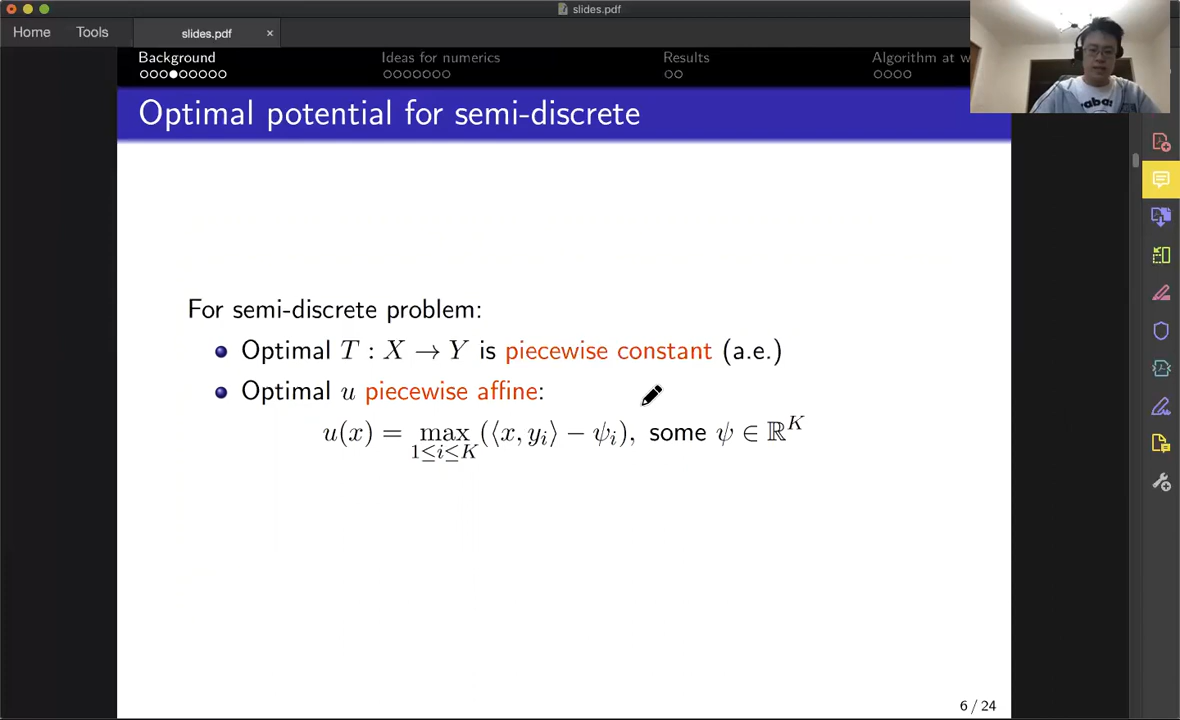 slides.pdf
Home Tools slides.pdf ×
Background Ideas for numerics Results Algorithm at w
Optimal potential for semi-discrete
For semi-discrete problem:
Optimal T : X → Y is piecewise constant (a.e.)
Optimal u piecewise affine:
u(x) = max (⟨x, y_i⟩ − ψ_i), some ψ ∈ ℝ^K
1≤i≤K
6 / 24